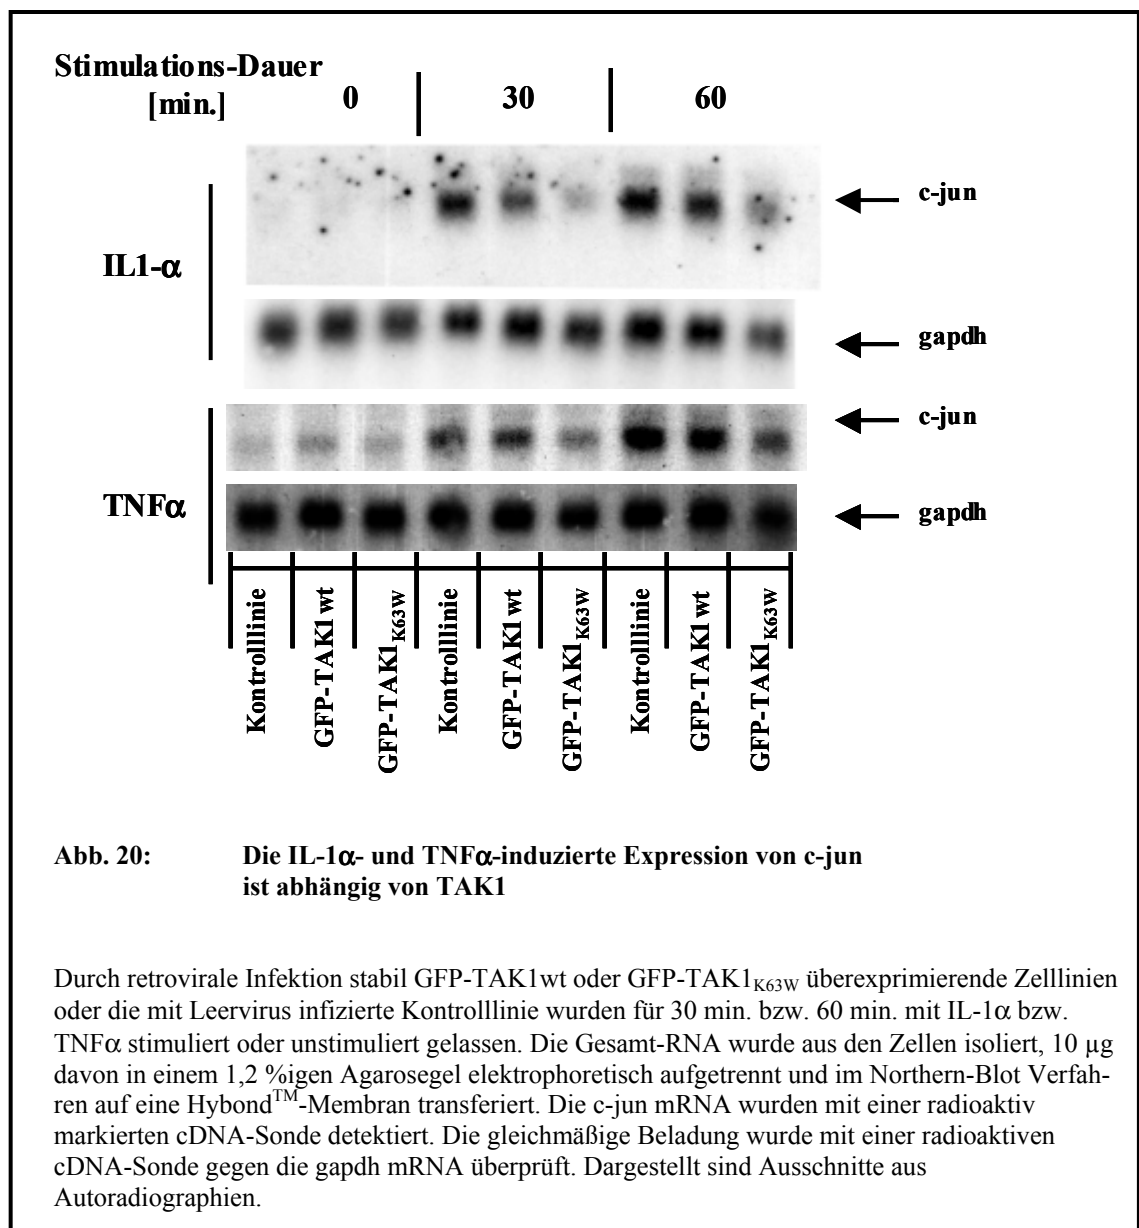 Stimulations-Dauer
[min.] 0 30 60
c-jun
IL1-α
gapdh
c-jun
TNFα
gapdh
Kontrolllinie
GFP-TAK1wt
GFP-TAK1K63W
Kontrolllinie
GFP-TAK1wt
GFP-TAK1K63W
Kontrolllinie
GFP-TAK1wt
GFP-TAK1K63W
Abb. 20: Die IL-1α- und TNFα-induzierte Expression von c-jun
ist abhängig von TAK1
Durch retrovirale Infektion stabil GFP-TAK1wt oder GFP-TAK1K63W überexprimierende Zelllinien
oder die mit Leervirus infizierte Kontrolllinie wurden für 30 min. bzw. 60 min. mit IL-1α bzw.
TNFα stimuliert oder unstimuliert gelassen. Die Gesamt-RNA wurde aus den Zellen isoliert, 10 µg
davon in einem 1,2 %igen Agarosegel elektrophoretisch aufgetrennt und im Northern-Blot Verfah-
ren auf eine Hybond™-Membran transferiert. Die c-jun mRNA wurden mit einer radioaktiv
markierten cDNA-Sonde detektiert. Die gleichmäßige Beladung wurde mit einer radioaktiven
cDNA-Sonde gegen die gapdh mRNA überprüft. Dargestellt sind Ausschnitte aus
Autoradiographien.